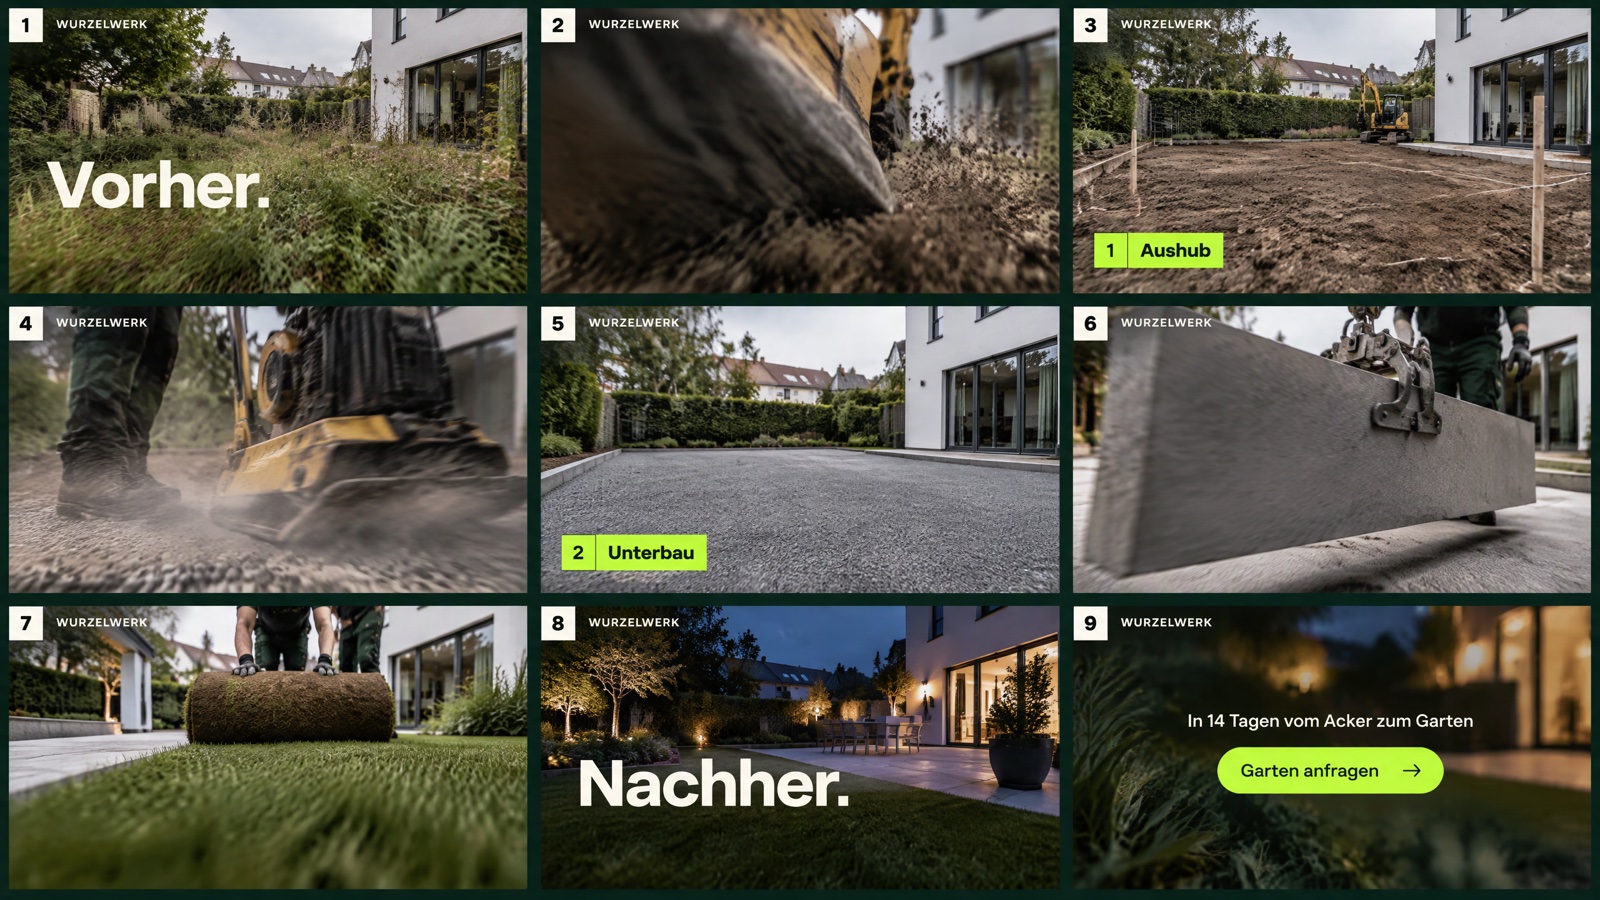 1 WURZELWERK
Vorher.
2 WURZELWERK
3 WURZELWERK
1 Aushub
4 WURZELWERK
5 WURZELWERK
2 Unterbau
6 WURZELWERK
7 WURZELWERK
8 WURZELWERK
Nachher.
9 WURZELWERK
In 14 Tagen vom Acker zum Garten
Garten anfragen →